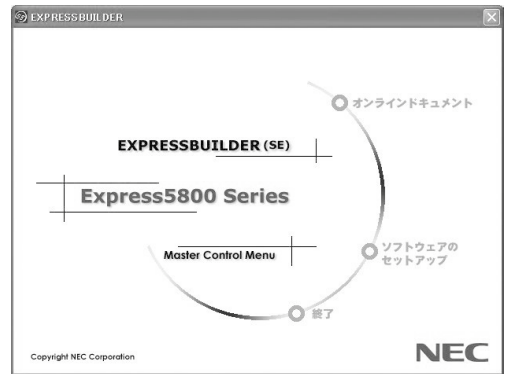 EXPRESSBUILDER
オンラインドキュメント
EXPRESSBUILDER (SE)
Express5800 Series
Master Control Menu
ソフトウェアの
セットアップ
終了
Copyright NEC Corporation
NEC